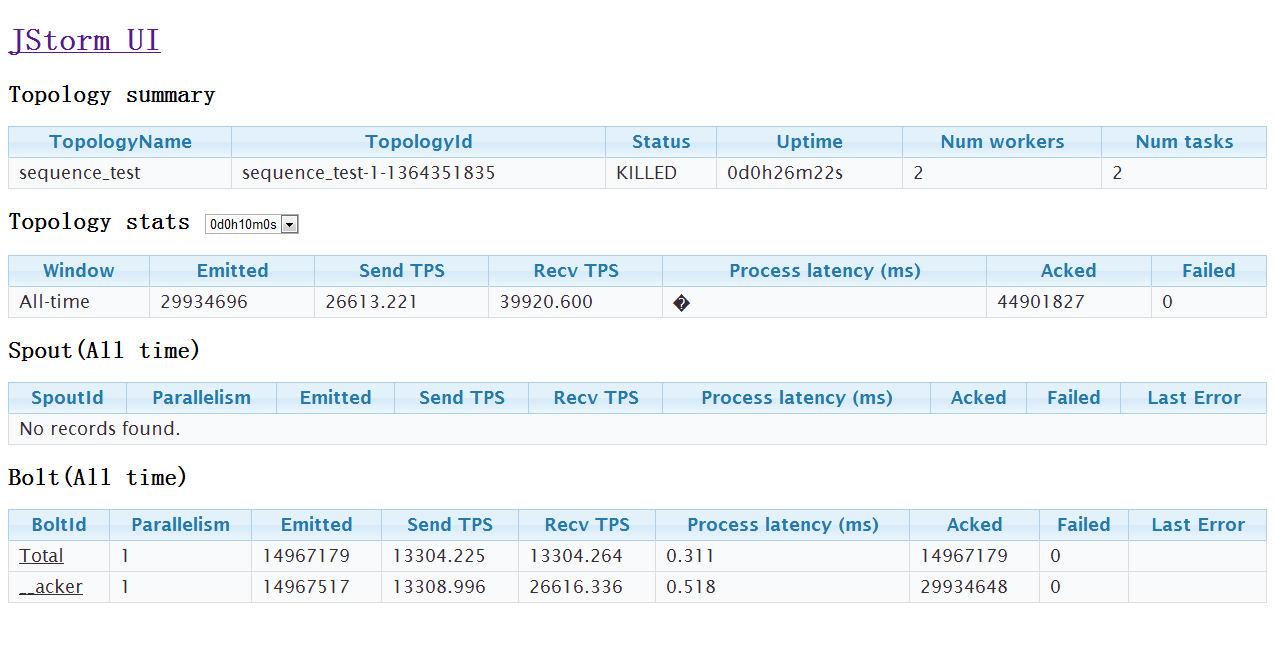 JStorm UI
Topology summary
TopologyName TopologyId Status Uptime Num workers Num tasks
sequence_test sequence_test-1-1364351835 KILLED 0d0h26m22s 2 2
Topology stats 0d0h10m0s
Window Emitted Send TPS Recv TPS Process latency (ms) Acked Failed
All-time 29934696 26613.221 39920.600 � 44901827 0
Spout(All time)
SpoutId Parallelism Emitted Send TPS Recv TPS Process latency (ms) Acked Failed Last Error
No records found.
Bolt(All time)
BoltId Parallelism Emitted Send TPS Recv TPS Process latency (ms) Acked Failed Last Error
Total 1 14967179 13304.225 13304.264 0.311 14967179 0
__acker 1 14967517 13308.996 26616.336 0.518 29934648 0